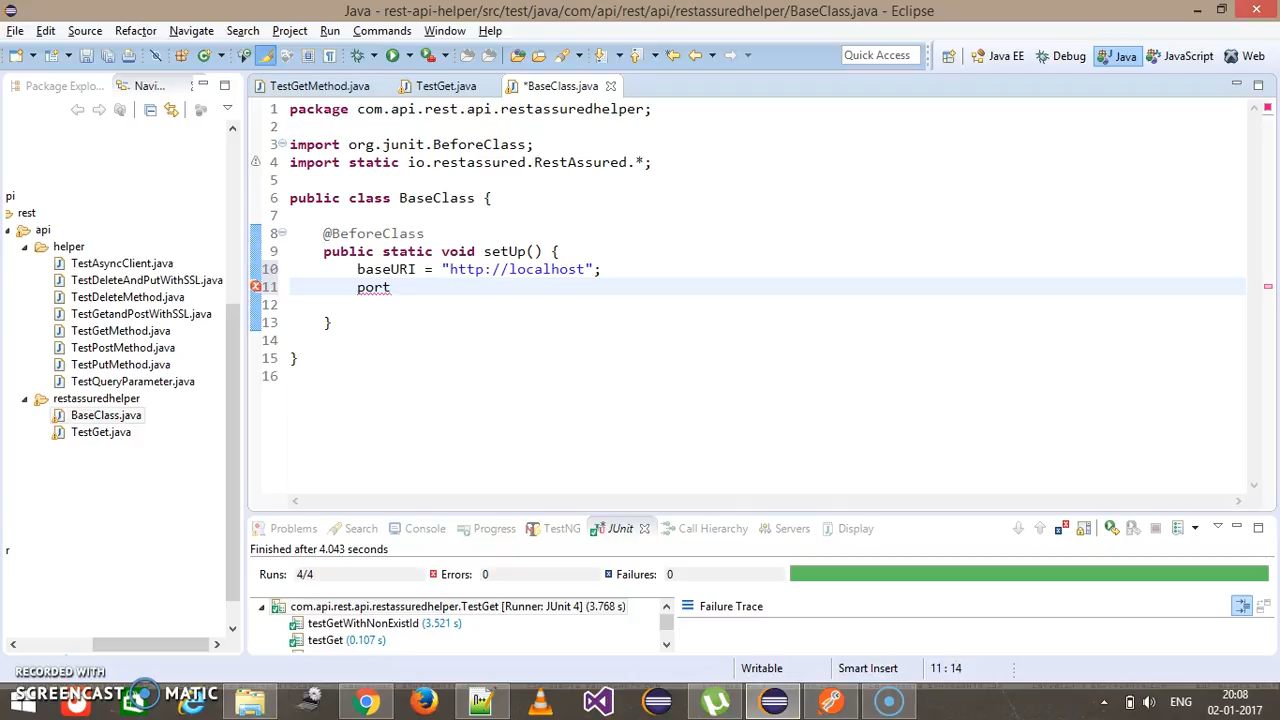 Java - rest-api-helper/src/test/java/com/api/rest/api/restassuredhelper/BaseClass.java - Eclipse
File Edit Source Refactor Navigate Search Project Run Commands Window Help
Quick Access Java EE Debug Java JavaScript Web
Package Explo... Navi... TestGetMethod.java TestGet.java *BaseClass.java
1 package com.api.rest.api.restassuredhelper;
2
3 import org.junit.BeforeClass;
4 import static io.restassured.RestAssured.*;
5
6 public class BaseClass {
7
8 @BeforeClass
9 public static void setUp() {
10 baseURI = "http://localhost";
11 port
12
13 }
14
15 }
16
pi
rest
api
helper
TestAsyncClient.java
TestDeleteAndPutWithSSL.java
TestDeleteMethod.java
TestGetandPostWithSSL.java
TestGetMethod.java
TestPostMethod.java
TestPutMethod.java
TestQueryParameter.java
restassuredhelper
BaseClass.java
TestGet.java
r
Problems Search Console Progress TestNG JUnit Call Hierarchy Servers Display
Finished after 4.043 seconds
Runs: 4/4 Errors: 0 Failures: 0
com.api.rest.api.restassuredhelper.TestGet [Runner: JUnit 4] (3.768 s)
testGetWithNonExistId (3.521 s)
testGet (0.107 s)
Failure Trace
Writable Smart Insert 11 : 14
RECORDED WITH
SCREENCAST MATIC
ENG
20:08
02-01-2017